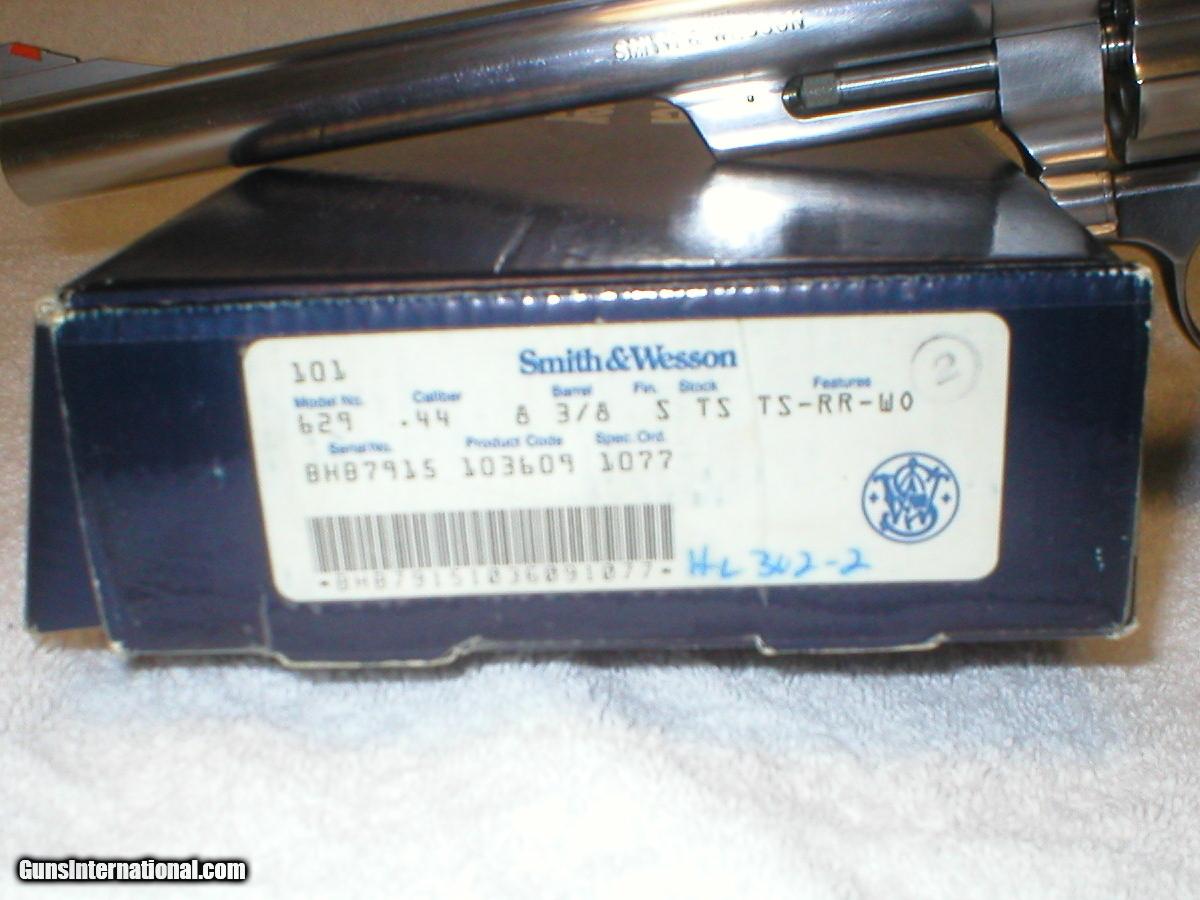 SMITH & WESSON
101
Smith&Wesson
2
Model No. Caliber Barrel Fin. Stock Features
629 .44 8 3/8 S TS TS-RR-WO
Serial No. Product Code Spec. Ord.
BHB7915 103609 1077
-BHB79151036091077-
HL 302-2
GunsInternational.com